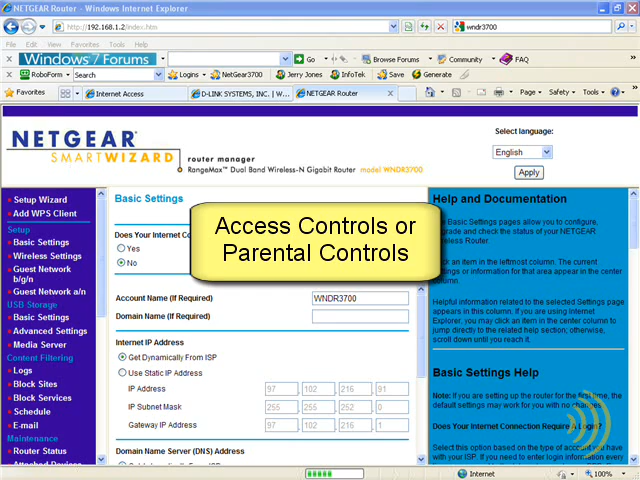 NETGEAR Router - Windows Internet Explorer
http://192.168.1.2/index.htm
wndr3700
File Edit View Favorites Tools Help
Windows 7 Forums
Go
Browse Forums
Community
FAQ
RoboForm
Search
Logins
NetGear3700
Jerry Jones
InfoTek
Save
Generate
Favorites
Internet Access
D-LINK SYSTEMS, INC. | W...
NETGEAR Router
Page
Safety
Tools
NETGEAR
SMARTWIZARD
router manager
RangeMax™ Dual Band Wireless-N Gigabit Router model WNDR3700
Select language:
English
Apply
Setup Wizard
Add WPS Client
Setup
Basic Settings
Wireless Settings
Guest Network
b/g/n
Guest Network a/n
USB Storage
Basic Settings
Advanced Settings
Media Server
Content Filtering
Logs
Block Sites
Block Services
Schedule
E-mail
Maintenance
Router Status
Attached Devices
Basic Settings
Does Your Internet Co
Yes
No
Access Controls or
Parental Controls
Account Name (If Required)
WNDR3700
Domain Name (If Required)
Internet IP Address
Get Dynamically From ISP
Use Static IP Address
IP Address
97 . 102 . 216 . 91
IP Subnet Mask
255 . 255 . 252 . 0
Gateway IP Address
97 . 102 . 216 . 1
Domain Name Server (DNS) Address
Help and Documentation
Basic Settings pages allow you to configure,
grade and check the status of your NETGEAR
Wireless Router.
ck an item in the leftmost column. The current
settings or information for that area appear in the center
column.
Helpful information related to the selected Settings page
appears in this column. If you are using Internet
Explorer, you may click an item in the center column to
jump directly to the related help section; otherwise,
scroll down until you reach it.
Basic Settings Help
Note: If you are setting up the router for the first time, the
default settings may work for you with no changes.
Does Your Internet Connection Require A Login?
Select this option based on the type of account you have
with your ISP. If you need to enter login information every
Internet
100%